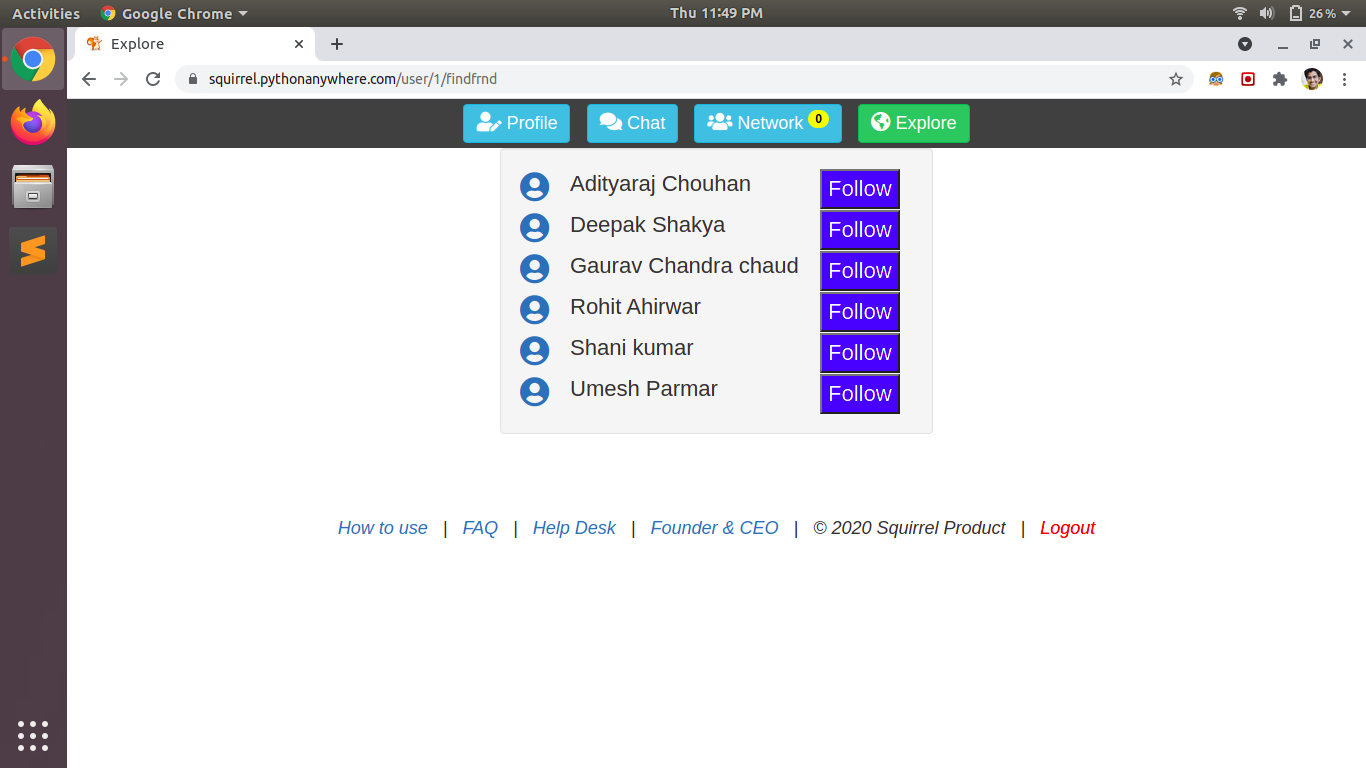 Activities Google Chrome Thu 11:49 PM 26%
Explore
squirrel.pythonanywhere.com/user/1/findfrnd
Profile Chat Network 0 Explore
Adityaraj Chouhan Follow
Deepak Shakya Follow
Gaurav Chandra chaud Follow
Rohit Ahirwar Follow
Shani kumar Follow
Umesh Parmar Follow
How to use | FAQ | Help Desk | Founder & CEO | © 2020 Squirrel Product | Logout